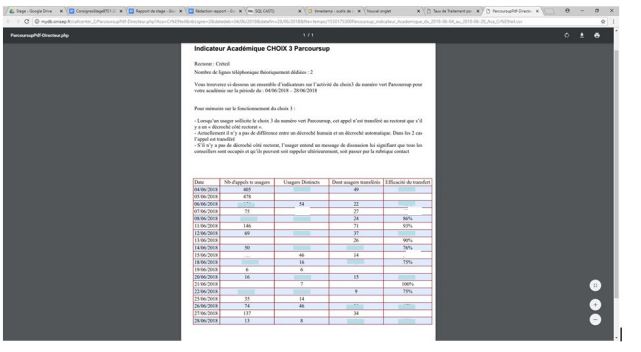 Stage - Google Drive
Rapport de stage - Go
Rédaction rapport - G
SQL CASTS
timestamp - outils de
Nouvel onglet
Taux de Traitement po
ParcoursupPdf-Directe
ParcoursupPdf-Directeur.php
1 / 1
Indicateur Académique CHOIX 3 Parcoursup
Rectorat : Créteil
Nombre de lignes téléphonique théoriquement dédiées : 2
Vous trouverez ci-dessous un ensemble d'indicateurs sur l'activité du choix3 du numéro vert Parcoursup pour
votre académie sur la période du : 04/06/2018 – 28/06/2018
Pour mémoire sur le fonctionnement du choix 3 :
- Lorsqu'un usager sollicite le choix 3 du numéro vert Parcoursup, cet appel n'est transféré au rectorat que s'il
y a un « décroché côté rectorat ».
- Actuellement il n'y a pas de différence entre un décroché humain et un décroché automatique. Dans les 2 cas
l'appel est transféré
- S'il n'y a pas de décroché côté rectorat, l'usager entend un message de dissuasion lui signifiant que tous les
conseillers sont occupés et qu'ils peuvent soit rappeler ultérieurement, soit passer par la rubrique contact
Date Nb d'appels usagers Usagers Distincts Dont usagers transférés Efficacité de transfert
04/06/2018 405 49
05/06/2018 478
06/06/2018 54 22
07/06/2018 75 27
08/06/2018 24 86%
11/06/2018 146 71 93%
12/06/2018 69 37
13/06/2018 26 90%
14/06/2018 50 76%
15/06/2018 46 14
18/06/2018 16 75%
19/06/2018 6 6
20/06/2018 16 15
21/06/2018 7 100%
22/06/2018 9 75%
25/06/2018 35 14
26/06/2018 74 46
27/06/2018 137 34
28/06/2018 13 8